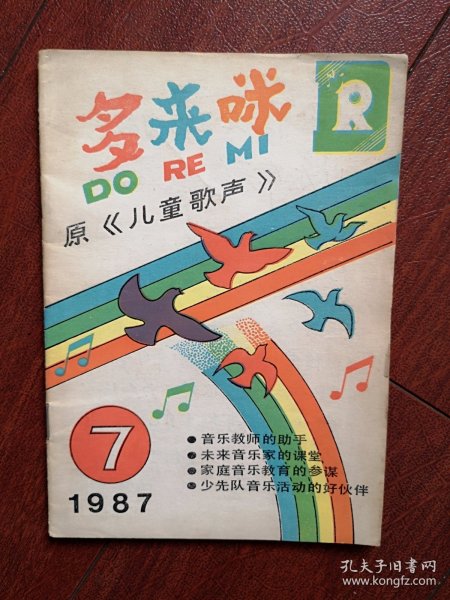 多来咪
DO RE MI
R
原《儿童歌声》
7
1987
音乐教师的助手
未来音乐家的课堂
家庭音乐教育的参谋
少先队音乐活动的好伙伴
孔夫子旧书网
www.kongfz.com